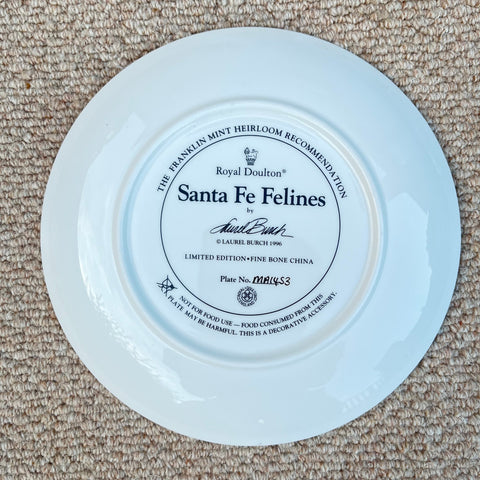 THE FRANKLIN MINT HEIRLOOM RECOMMENDATION
Royal Doulton®
Santa Fe Felines
by
Laurel Burch
© LAUREL BURCH 1996
LIMITED EDITION • FINE BONE CHINA
Plate No. MA1453
NOT FOR FOOD USE — FOOD CONSUMED FROM THIS
PLATE MAY BE HARMFUL. THIS IS A DECORATIVE ACCESSORY.